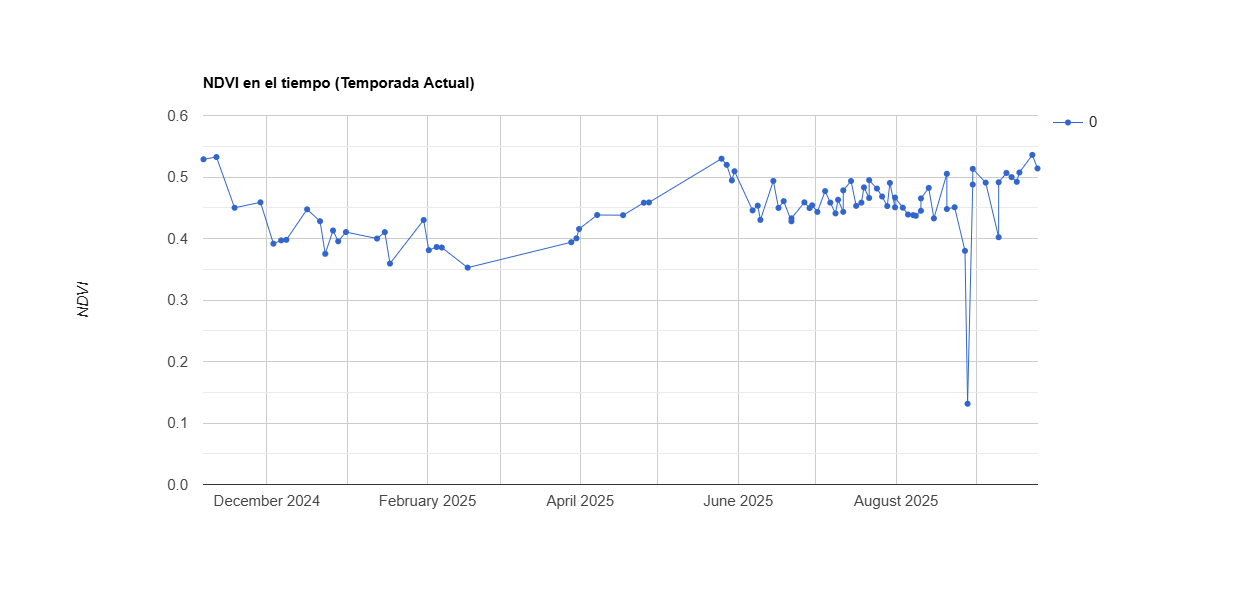 NDVI en el tiempo (Temporada Actual)
0.6
0.5
0.4
0.3
0.2
0.1
0.0
NDVI
December 2024
February 2025
April 2025
June 2025
August 2025
0